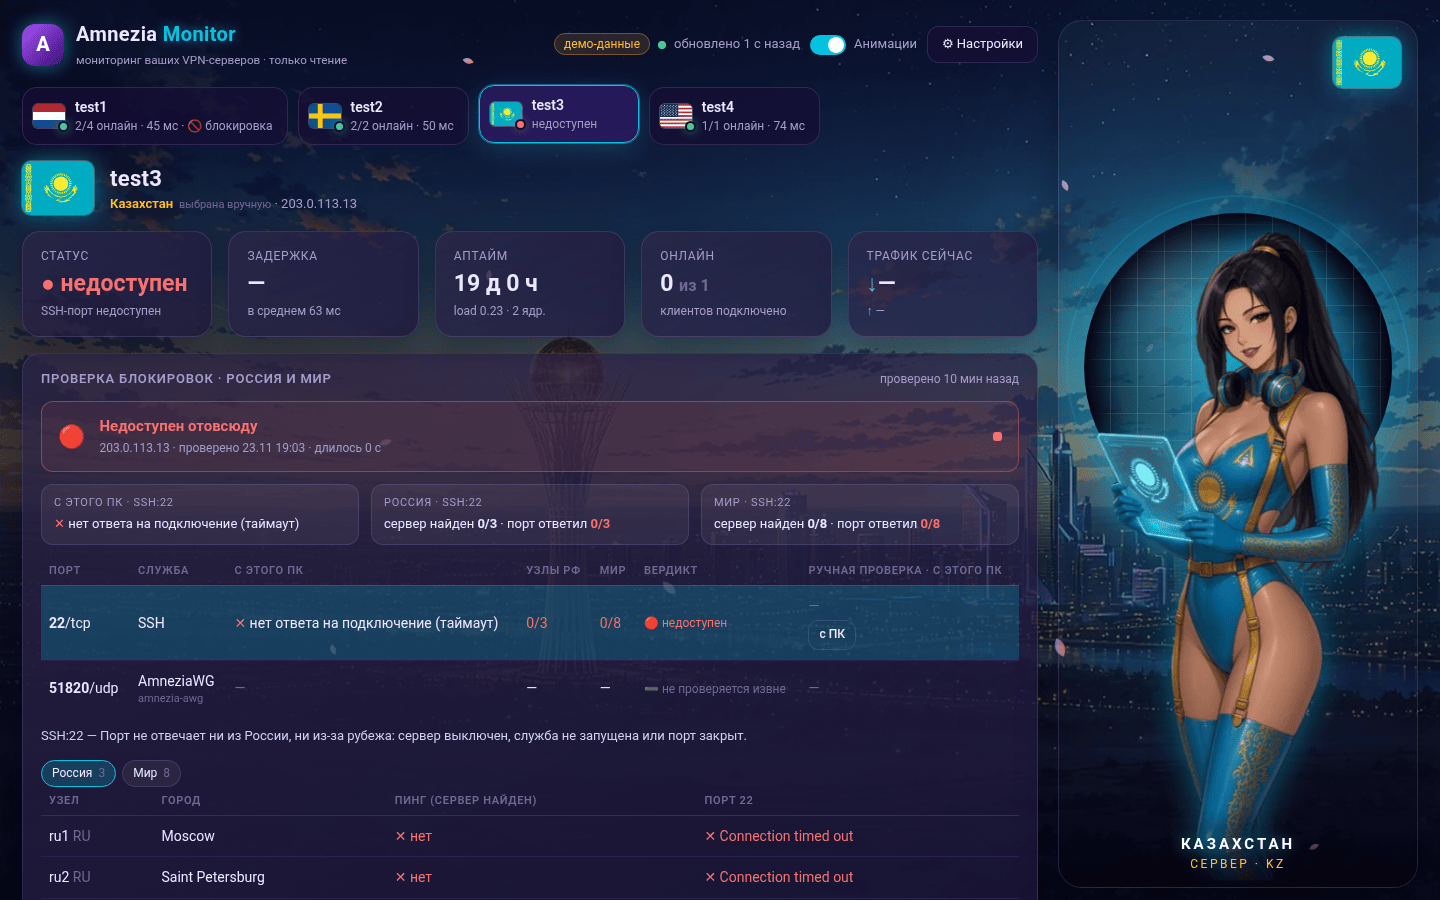 A
Amnezia Monitor
мониторинг ваших VPN-серверов · только чтение
демо-данные
обновлено 1 с назад
Анимации
⚙ Настройки
test1
2/4 онлайн · 45 мс · 🚫 блокировка
test2
2/2 онлайн · 50 мс
test3
недоступен
test4
1/1 онлайн · 74 мс
test3
Казахстан выбрана вручную · 203.0.113.13
СТАТУС
● недоступен
SSH-порт недоступен
ЗАДЕРЖКА
—
в среднем 63 мс
АПТАЙМ
19 д 0 ч
load 0.23 · 2 ядр.
ОНЛАЙН
0 из 1
клиентов подключено
ТРАФИК СЕЙЧАС
↓—
↑ —
ПРОВЕРКА БЛОКИРОВОК · РОССИЯ И МИР
проверено 10 мин назад
Недоступен отовсюду
203.0.113.13 · проверено 23.11 19:03 · длилось 0 с
С ЭТОГО ПК · SSH:22
✕ нет ответа на подключение (таймаут)
РОССИЯ · SSH:22
сервер найден 0/3 · порт ответил 0/3
МИР · SSH:22
сервер найден 0/8 · порт ответил 0/8
ПОРТ СЛУЖБА С ЭТОГО ПК УЗЛЫ РФ МИР ВЕРДИКТ РУЧНАЯ ПРОВЕРКА · С ЭТОГО ПК
22/tcp SSH ✕ нет ответа на подключение (таймаут) 0/3 0/8 🔴 недоступен —
с ПК
51820/udp AmneziaWG — — — ➖ не проверяется извне —
amnezia-awg
SSH:22 — Порт не отвечает ни из России, ни из-за рубежа: сервер выключен, служба не запущена или порт закрыт.
Россия 3
Мир 8
УЗЕЛ ГОРОД ПИНГ (СЕРВЕР НАЙДЕН) ПОРТ 22
ru1 RU Moscow ✕ нет ✕ Connection timed out
ru2 RU Saint Petersburg ✕ нет ✕ Connection timed out
КАЗАХСТАН
СЕРВЕР · KZ